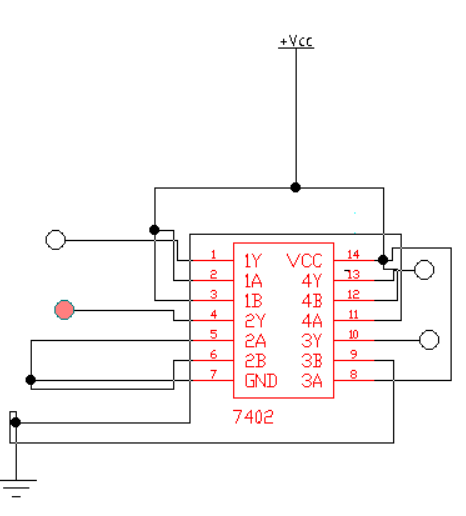 +Vcc
1 1Y VCC 14
2 1A 4Y 13
3 1B 4B 12
4 2Y 4A 11
5 2A 3Y 10
6 2B 3B 9
7 GND 3A 8
7402